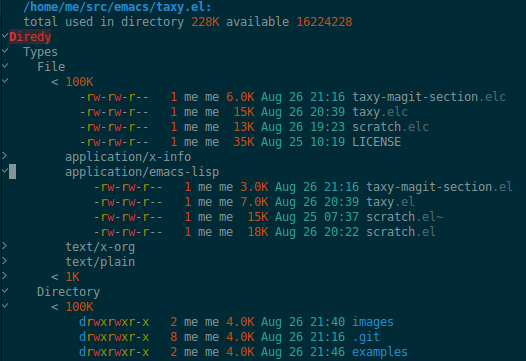 /home/me/src/emacs/taxy.el:
total used in directory 228K available 16224228
Diredy
Types
File
< 100K
-rw-rw-r-- 1 me me 6.0K Aug 26 21:16 taxy-magit-section.elc
-rw-rw-r-- 1 me me 15K Aug 26 20:39 taxy.elc
-rw-rw-r-- 1 me me 13K Aug 26 19:23 scratch.elc
-rw-rw-r-- 1 me me 35K Aug 25 10:19 LICENSE
application/x-info
application/emacs-lisp
-rw-rw-r-- 1 me me 3.0K Aug 26 21:16 taxy-magit-section.el
-rw-rw-r-- 1 me me 7.0K Aug 26 20:39 taxy.el
-rw-rw-r-- 1 me me 15K Aug 25 07:37 scratch.el~
-rw-rw-r-- 1 me me 18K Aug 26 20:22 scratch.el
text/x-org
text/plain
< 1K
Directory
< 100K
drwxrwxr-x 2 me me 4.0K Aug 26 21:40 images
drwxrwxr-x 8 me me 4.0K Aug 26 21:16 .git
drwxrwxr-x 2 me me 4.0K Aug 26 21:46 examples